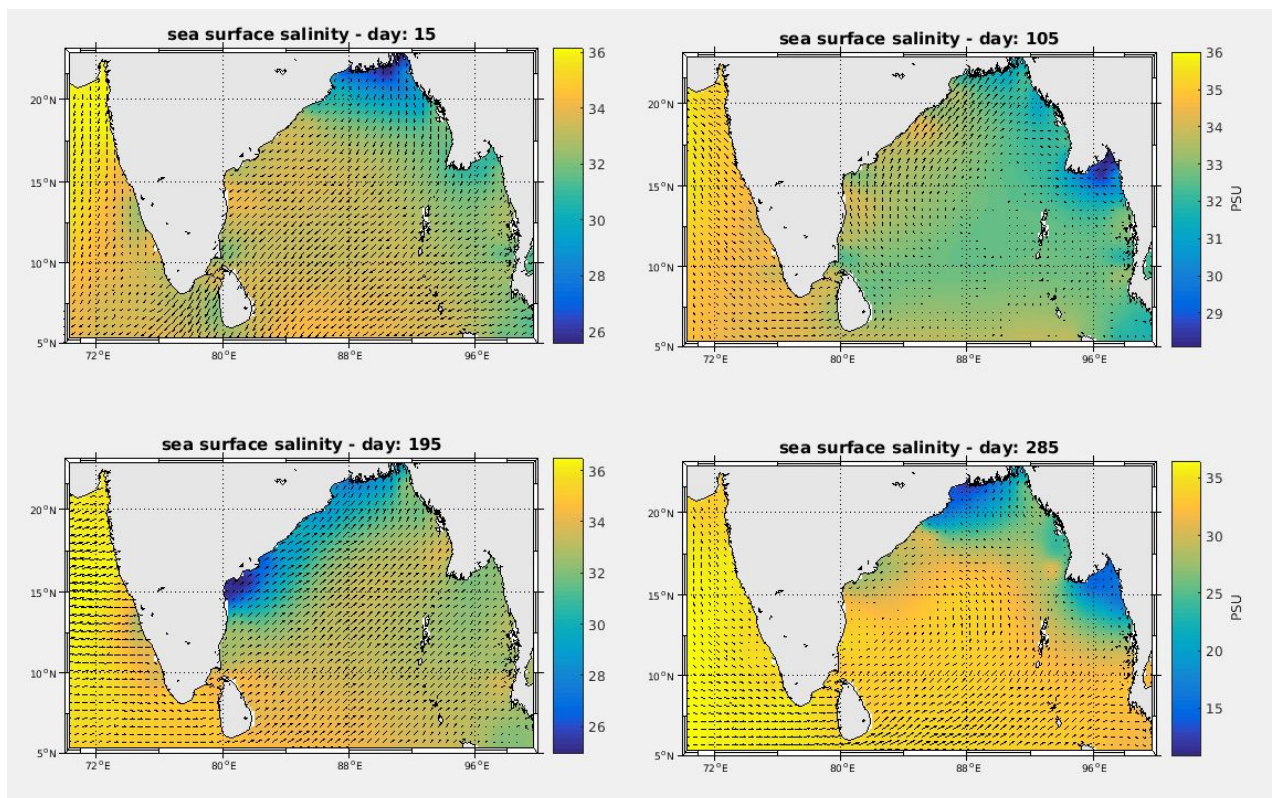 sea surface salinity - day: 15
36
34
32
30
28
26
20°N
15°N
10°N
5°N
72°E
80°E
88°E
96°E
sea surface salinity - day: 105
36
35
34
33
32
31
30
29
PSU
20°N
15°N
10°N
5°N
72°E
80°E
88°E
96°E
sea surface salinity - day: 195
36
34
32
30
28
26
20°N
15°N
10°N
5°N
72°E
80°E
88°E
96°E
sea surface salinity - day: 285
35
30
25
20
15
PSU
20°N
15°N
10°N
5°N
72°E
80°E
88°E
96°E